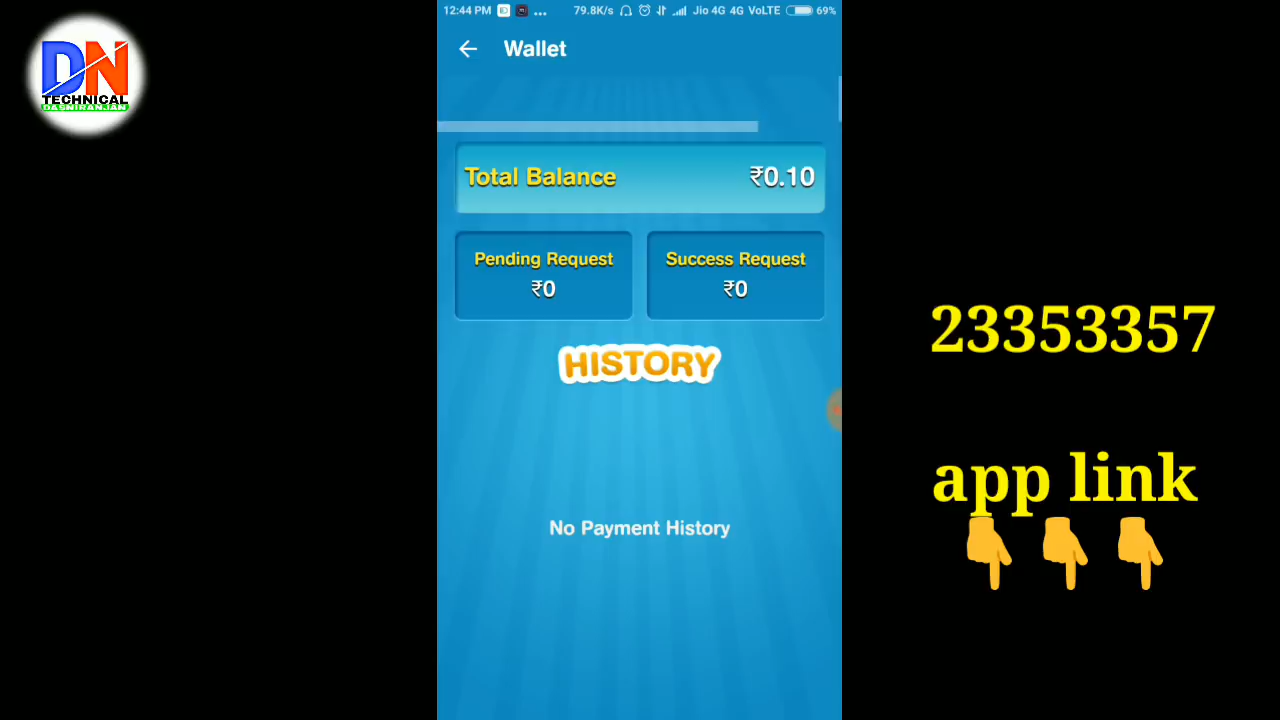 12:44 PM ... 79.8K/s Jio 4G 4G VoLTE 69%
DN
TECHNICAL
DASNIRANJAN
Wallet
Total Balance ₹0.10
Pending Request Success Request
₹0 ₹0
HISTORY
No Payment History
23353357
app link
👇👇👇